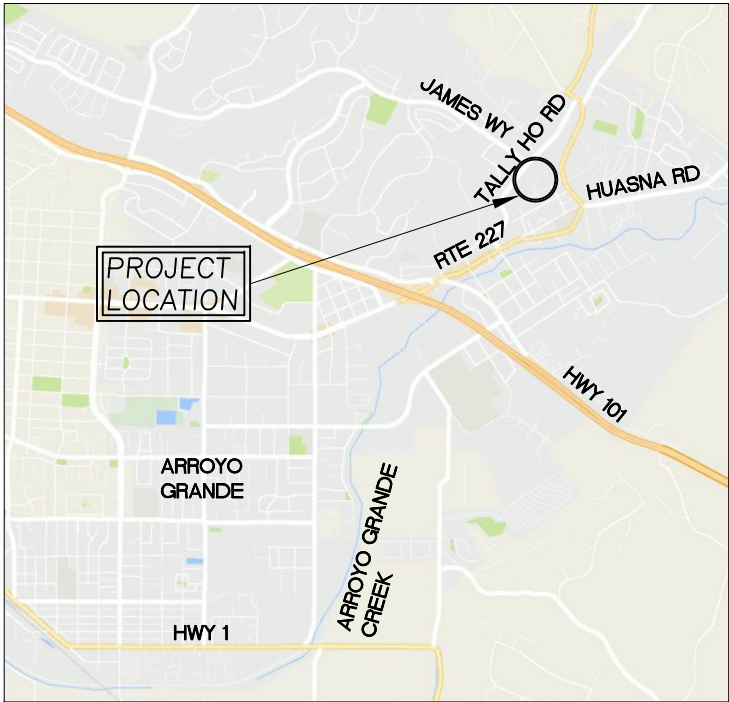 JAMES WY
TALLY HO RD
HUASNA RD
RTE 227
PROJECT
LOCATION
HWY 101
ARROYO
GRANDE
ARROYO GRANDE
CREEK
HWY 1